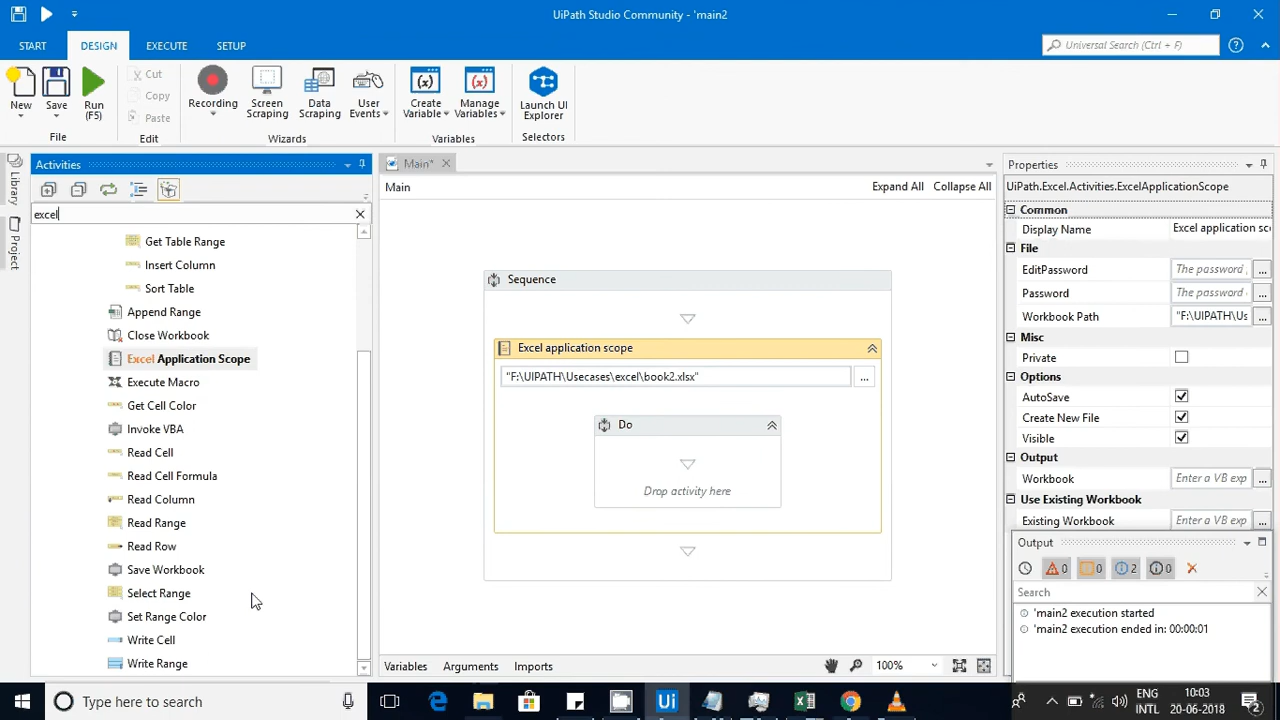 UiPath Studio Community - 'main2
START
DESIGN
EXECUTE
SETUP
Universal Search (Ctrl + F)
New
Save
Run
(F5)
File
Cut
Copy
Paste
Edit
Recording
Screen
Scraping
Data
Scraping
User
Events
Wizards
Create
Variable
Manage
Variables
Variables
Launch UI
Explorer
Selectors
Library
Project
Activities
excel
Get Table Range
Insert Column
Sort Table
Append Range
Close Workbook
Excel Application Scope
Execute Macro
Get Cell Color
Invoke VBA
Read Cell
Read Cell Formula
Read Column
Read Range
Read Row
Save Workbook
Select Range
Set Range Color
Write Cell
Write Range
Main*
Main
Expand All
Collapse All
Sequence
Excel application scope
"F:\UIPATH\Usecases\excel\book2.xlsx"
...
Do
Drop activity here
Variables
Arguments
Imports
100%
Properties
UiPath.Excel.Activities.ExcelApplicationScope
Common
Display Name
Excel application sc
File
EditPassword
The password
...
Password
The password
...
Workbook Path
"F:\UIPATH\Us
...
Misc
Private
Options
AutoSave
Create New File
Visible
Output
Workbook
Enter a VB exp
...
Use Existing Workbook
Existing Workbook
Enter a VB exp
...
Output
0
0
2
0
Search
'main2 execution started
'main2 execution ended in: 00:00:01
Type here to search
Ui
ENG
INTL
10:03
20-06-2018
2